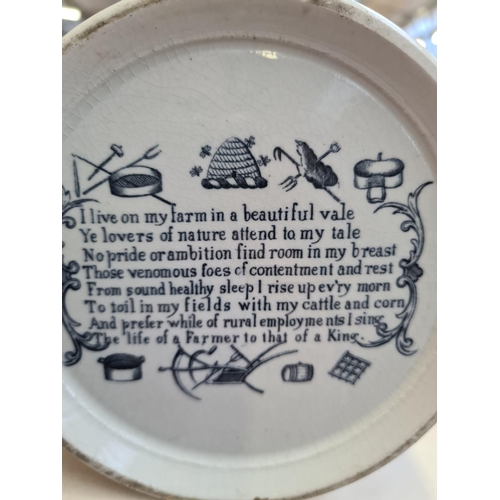 I live on my farm in a beautiful vale
Ye lovers of nature attend to my tale
No pride or ambition find room in my breast
Those venomous foes of contentment and rest
From sound healthy sleep I rise up ev'ry morn
To toil in my fields with my cattle and corn
And prefer while of rural employments I sing
The life of a Farmer to that of a King.